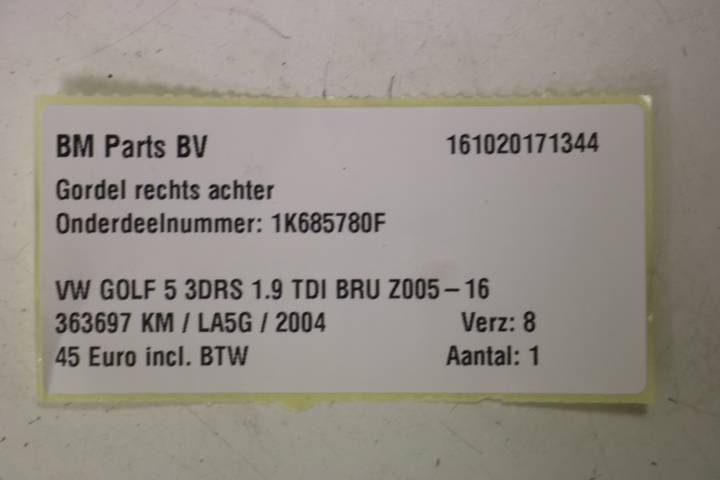 BM Parts BV 161020171344
Gordel rechts achter
Onderdeelnummer: 1K685780F
VW GOLF 5 3DRS 1.9 TDI BRU Z005-16
363697 KM / LA5G / 2004 Verz: 8
45 Euro incl. BTW Aantal: 1